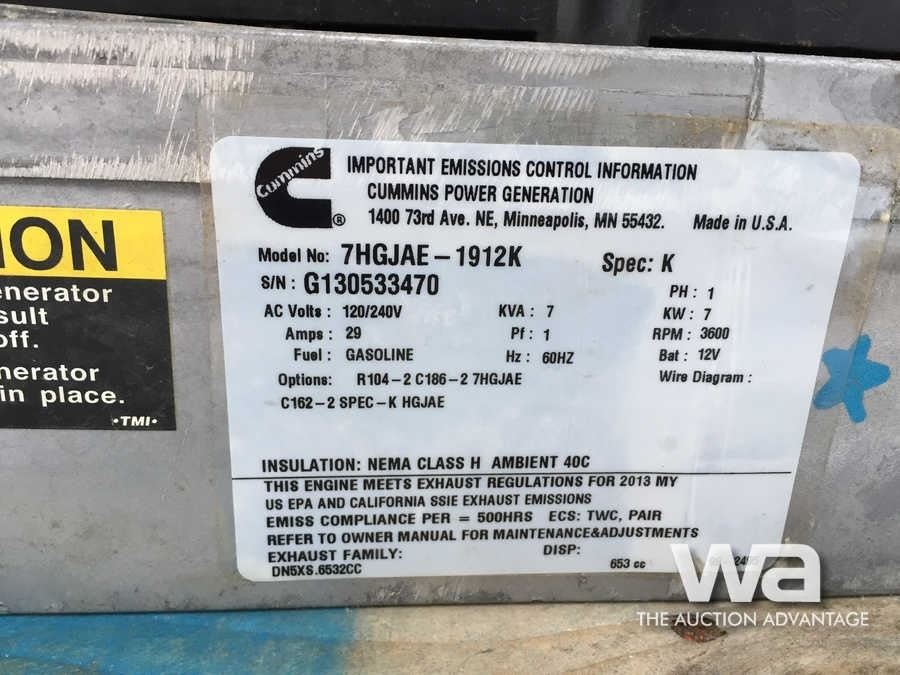 ION
enerator
sult
off.
nerator
in place.
•TMI•
Cummins
®
IMPORTANT EMISSIONS CONTROL INFORMATION
CUMMINS POWER GENERATION
1400 73rd Ave. NE, Minneapolis, MN 55432. Made in U.S.A.
Model No: 7HGJAE-1912K Spec: K
S/N: G130533470 PH: 1
AC Volts: 120/240V KVA: 7 KW: 7
Amps: 29 Pf: 1 RPM: 3600
Fuel: GASOLINE Hz: 60HZ Bat: 12V
Options: R104-2 C186-2 7HGJAE Wire Diagram:
C162-2 SPEC-K HGJAE
INSULATION: NEMA CLASS H AMBIENT 40C
THIS ENGINE MEETS EXHAUST REGULATIONS FOR 2013 MY
US EPA AND CALIFORNIA SSIE EXHAUST EMISSIONS
EMISS COMPLIANCE PER = 500HRS ECS: TWC, PAIR
REFER TO OWNER MANUAL FOR MAINTENANCE&ADJUSTMENTS
EXHAUST FAMILY: DISP:
DN5XS.6532CC 653 cc
wa
THE AUCTION ADVANTAGE